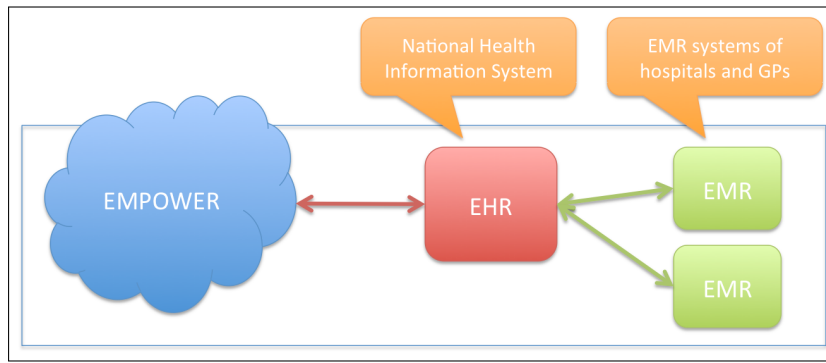 National Health
Information System
EMR systems of
hospitals and GPs
EMPOWER
EHR
EMR
EMR